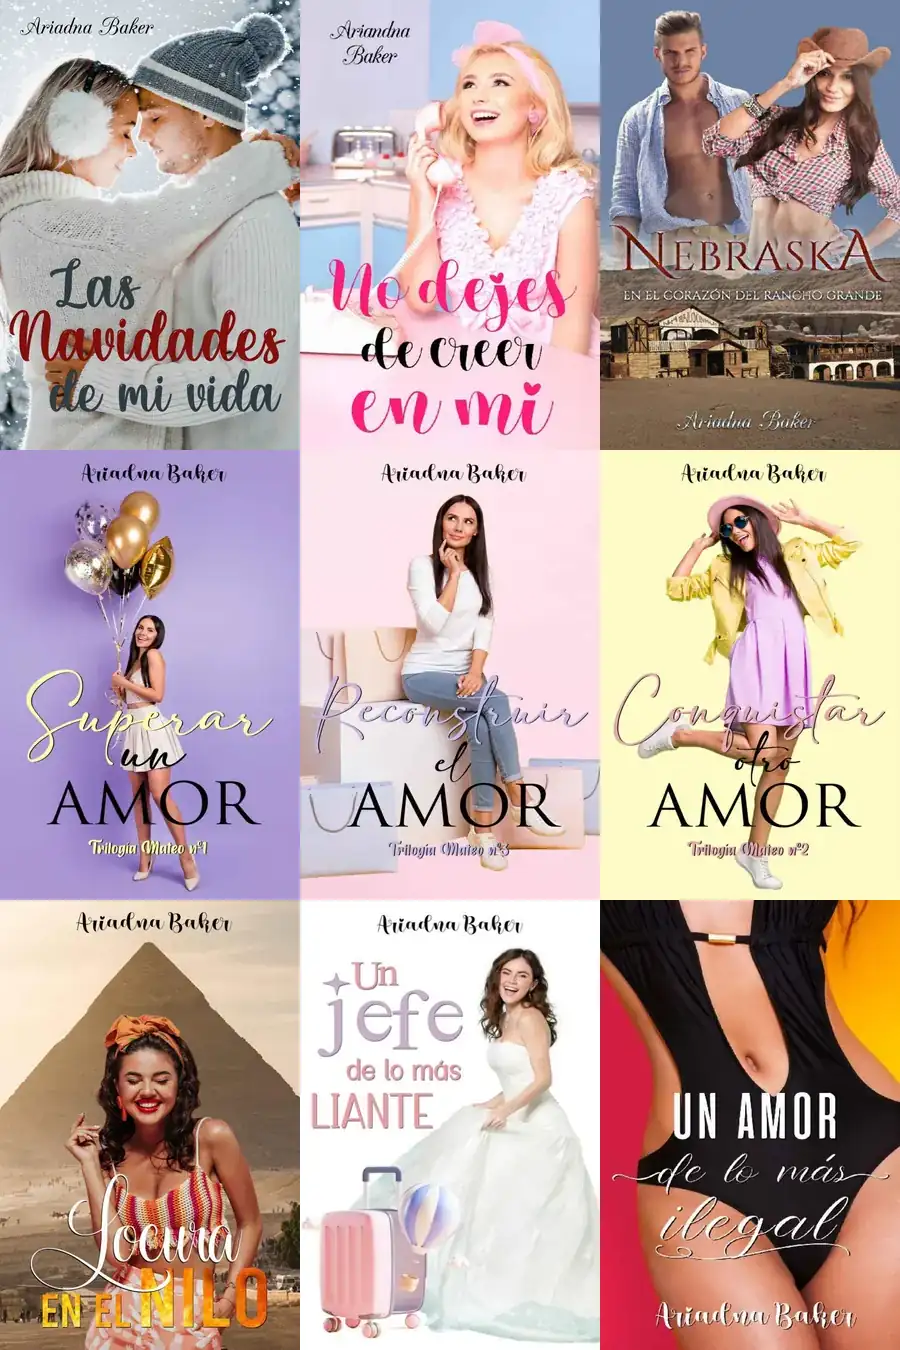 Ariadna Baker
Las
Navidades
de mi vida
Ariandna
Baker
No dejes
de creer
en mi
NEBRASKA
EN EL CORAZÓN DEL RANCHO GRANDE
Ariadna Baker
Ariadna Baker
Superar
un
AMOR
Trilogía Mateo nº1
Ariadna Baker
Reconstruir
el
AMOR
Trilogía Mateo nº3
Ariadna Baker
Conquistar
otro
AMOR
Trilogía Mateo nº2
Ariadna Baker
Locura
EN EL NILO
Ariadna Baker
Un
jefe
de lo más
LIANTE
UN AMOR
de lo más
ilegal
Ariadna Baker